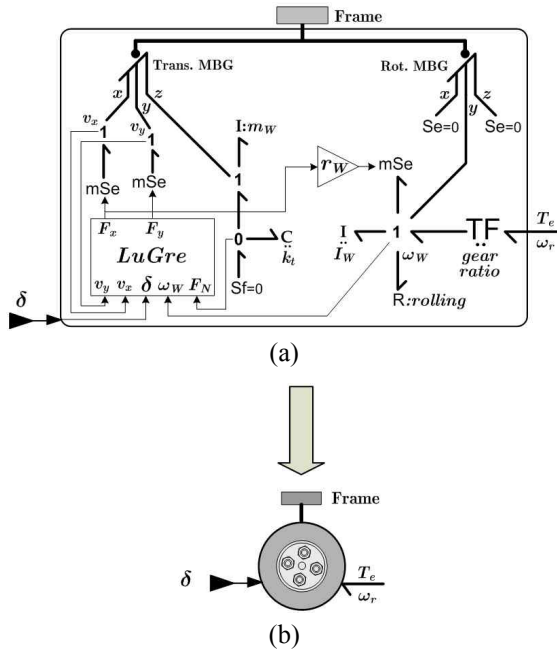 Frame
Trans. MBG
Rot. MBG
x y z
x y z
v_x
v_y
1
1
I:m_W
Se=0
Se=0
mSe
mSe
1
r_W
mSe
F_x F_y
LuGre
v_y v_x δ ω_W F_N
0
C
:
k_t
Sf=0
I
:
I_W
1
ω_W
TF
:
gear
ratio
T_e
ω_r
R:rolling
δ
(a)
Frame
δ
T_e
ω_r
(b)